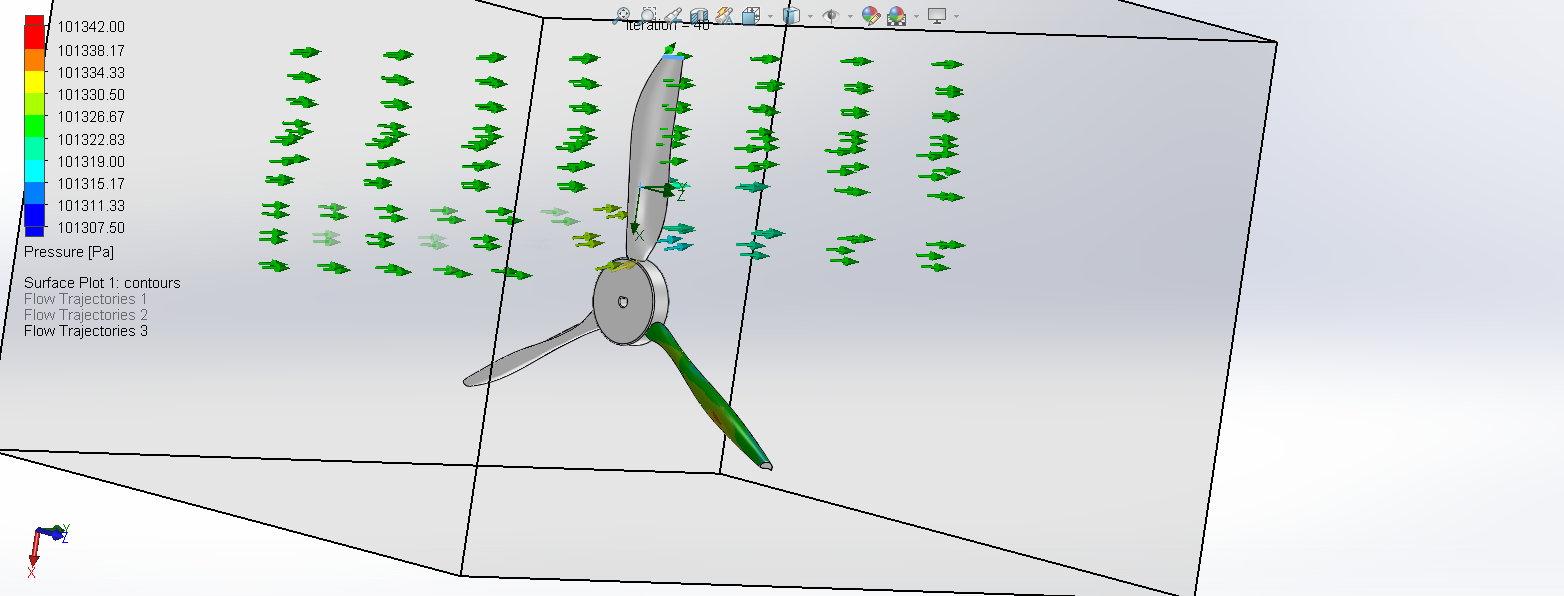 Iteration = 40
101342.00
101338.17
101334.33
101330.50
101326.67
101322.83
101319.00
101315.17
101311.33
101307.50
Pressure [Pa]
Surface Plot 1: contours
Flow Trajectories 1
Flow Trajectories 2
Flow Trajectories 3
Z
X
Y
Z
X